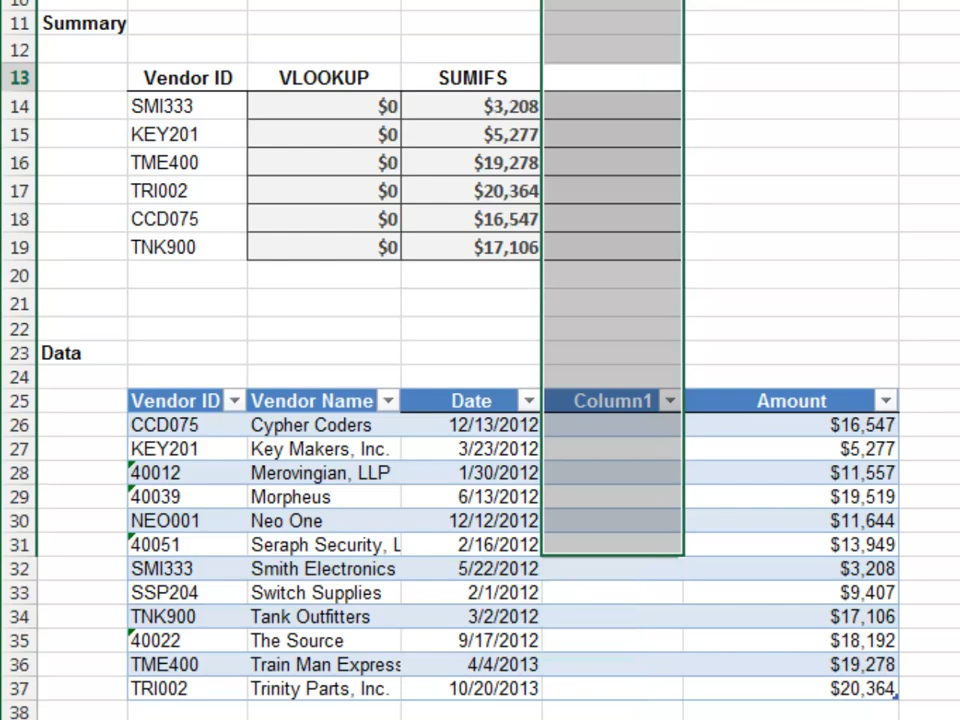 10
11 Summary
12
13 Vendor ID VLOOKUP SUMIFS
14 SMI333 $0 $3,208
15 KEY201 $0 $5,277
16 TME400 $0 $19,278
17 TRI002 $0 $20,364
18 CCD075 $0 $16,547
19 TNK900 $0 $17,106
20
21
22
23 Data
24
25 Vendor ID Vendor Name Date Column1 Amount
26 CCD075 Cypher Coders 12/13/2012 $16,547
27 KEY201 Key Makers, Inc. 3/23/2012 $5,277
28 40012 Merovingian, LLP 1/30/2012 $11,557
29 40039 Morpheus 6/13/2012 $19,519
30 NEO001 Neo One 12/12/2012 $11,644
31 40051 Seraph Security, L 2/16/2012 $13,949
32 SMI333 Smith Electronics 5/22/2012 $3,208
33 SSP204 Switch Supplies 2/1/2012 $9,407
34 TNK900 Tank Outfitters 3/2/2012 $17,106
35 40022 The Source 9/17/2012 $18,192
36 TME400 Train Man Express 4/4/2013 $19,278
37 TRI002 Trinity Parts, Inc. 10/20/2013 $20,364
38